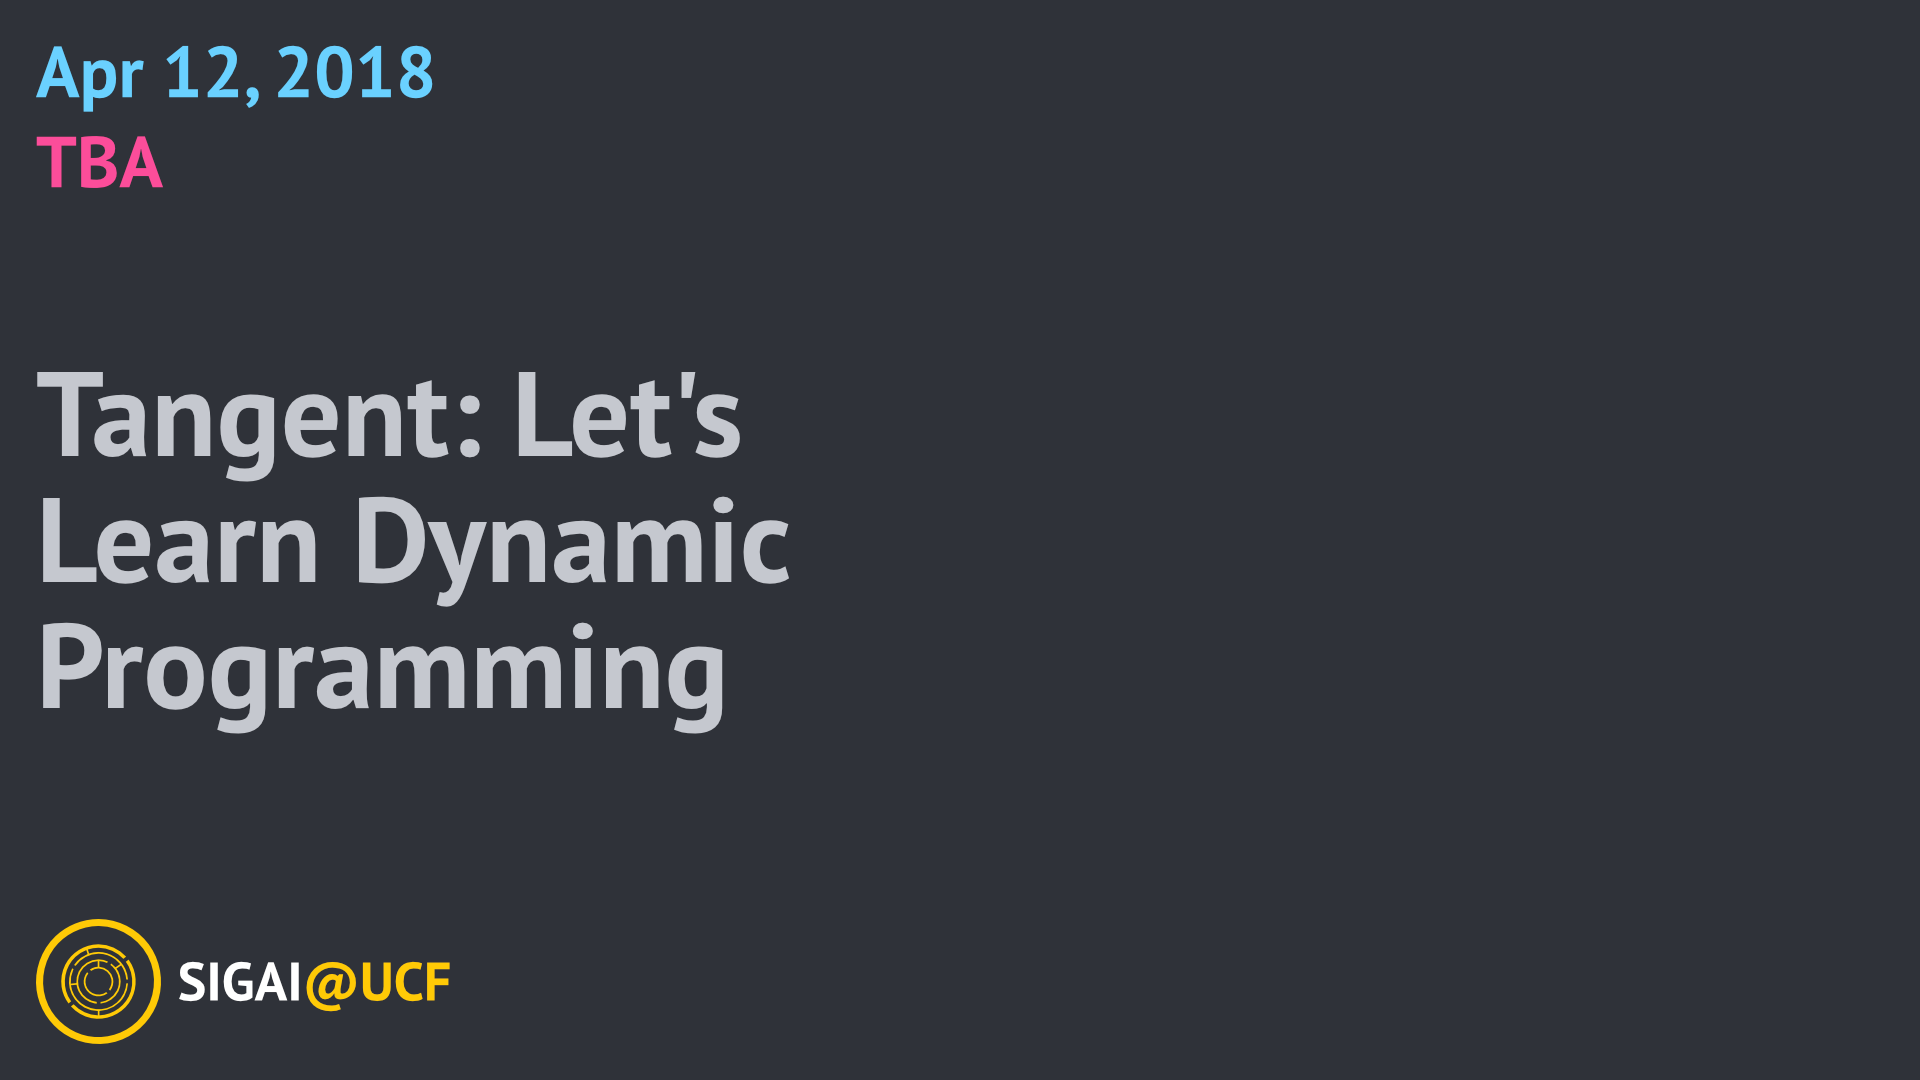 Apr 12, 2018
TBA
Tangent: Let's
Learn Dynamic
Programming
SIGAI@UCF